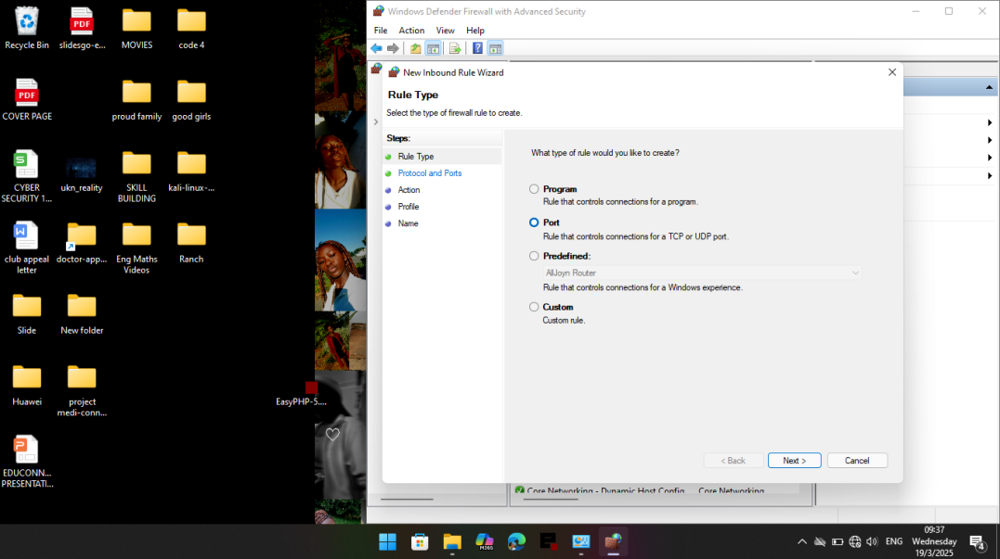 Recycle Bin
PDF
slidesgo-e...
MOVIES
code 4
PDF
COVER PAGE
proud family
good girls
S
CYBER
SECURITY 1...
ukn_reality
SKILL
BUILDING
kali-linux-...
W
club appeal
letter
doctor-app...
Eng Maths
Videos
Ranch
Slide
New folder
Huawei
project
medi-conn...
EasyPHP-5....
P
EDUCONN...
PRESENTATI...
Windows Defender Firewall with Advanced Security
File Action View Help
New Inbound Rule Wizard
Rule Type
Select the type of firewall rule to create.
Steps:
Rule Type
Protocol and Ports
Action
Profile
Name
What type of rule would you like to create?
Program
Rule that controls connections for a program.
Port
Rule that controls connections for a TCP or UDP port.
Predefined:
AllJoyn Router
Rule that controls connections for a Windows experience.
Custom
Custom rule.
< Back Next > Cancel
Core Networking - Dynamic Host Config... Core Networking
M365
ENG
09:37
Wednesday
19/3/2025
4